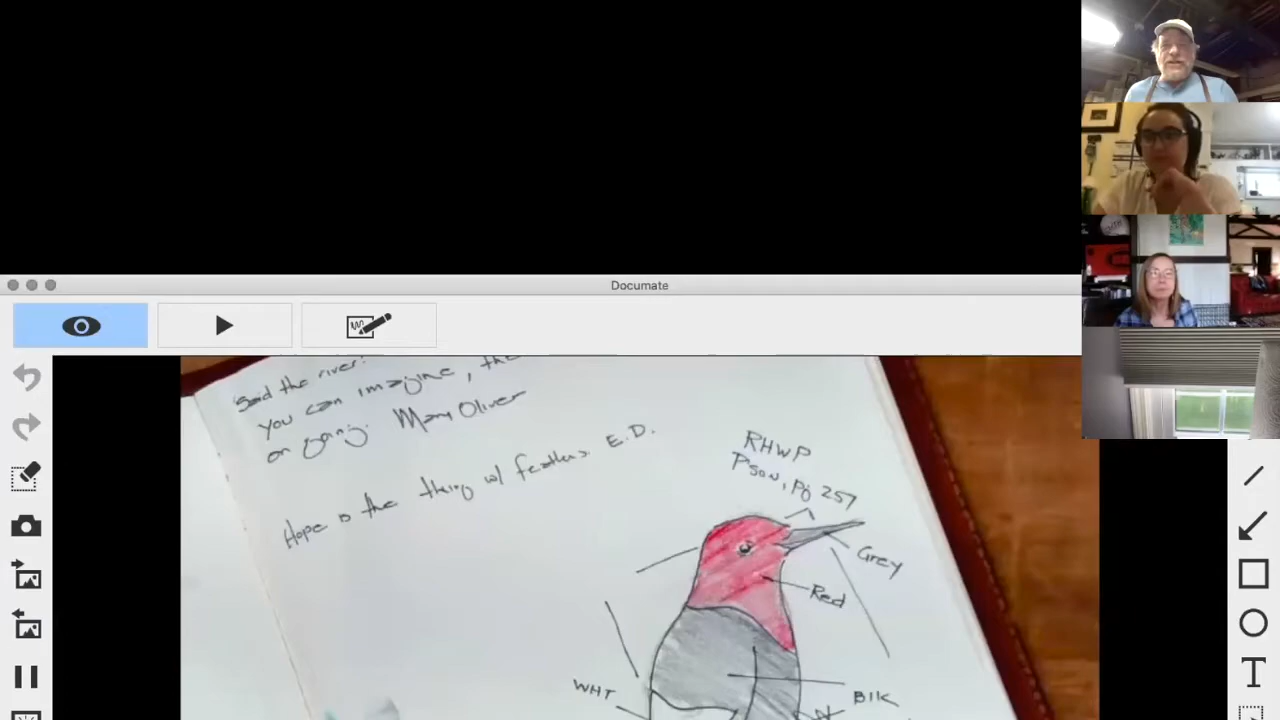 Documate
Said the river:
you can imagine, the
on going. Mary Oliver
Hope is the thing w/ feathers. E.D.
RHWP
Pg 257
Grey
Red
WHT
Blk
T